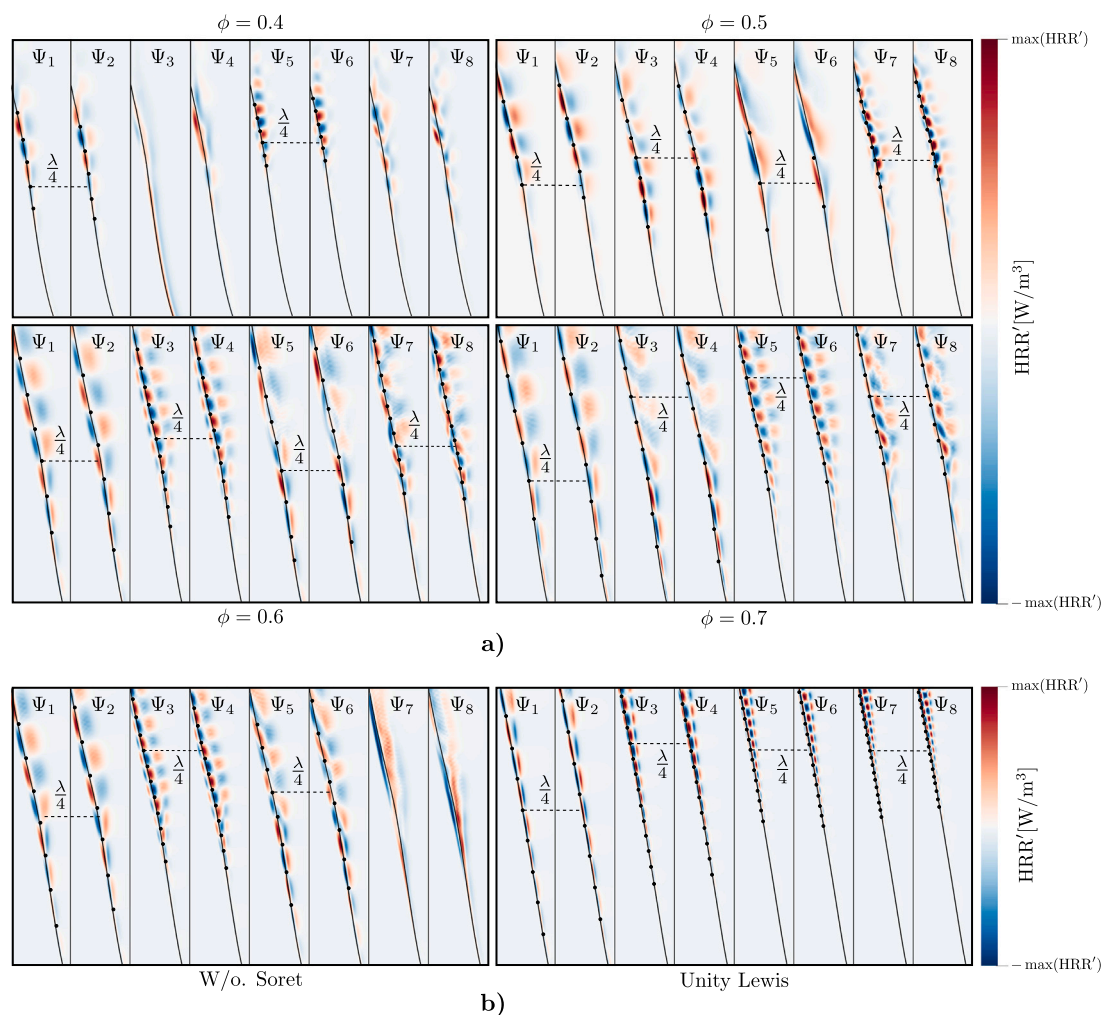 ϕ = 0.4
ϕ = 0.5
Ψ1 Ψ2 Ψ3 Ψ4 Ψ5 Ψ6 Ψ7 Ψ8
λ/4 λ/4
Ψ1 Ψ2 Ψ3 Ψ4 Ψ5 Ψ6 Ψ7 Ψ8
λ/4 λ/4 λ/4 λ/4
Ψ1 Ψ2 Ψ3 Ψ4 Ψ5 Ψ6 Ψ7 Ψ8
λ/4 λ/4 λ/4 λ/4
Ψ1 Ψ2 Ψ3 Ψ4 Ψ5 Ψ6 Ψ7 Ψ8
λ/4 λ/4 λ/4 λ/4
ϕ = 0.6
ϕ = 0.7
max(HRR′)
HRR′[W/m³]
−max(HRR′)
a)
Ψ1 Ψ2 Ψ3 Ψ4 Ψ5 Ψ6 Ψ7 Ψ8
λ/4 λ/4 λ/4
Ψ1 Ψ2 Ψ3 Ψ4 Ψ5 Ψ6 Ψ7 Ψ8
λ/4 λ/4 λ/4 λ/4
W/o. Soret
Unity Lewis
max(HRR′)
HRR′[W/m³]
−max(HRR′)
b)